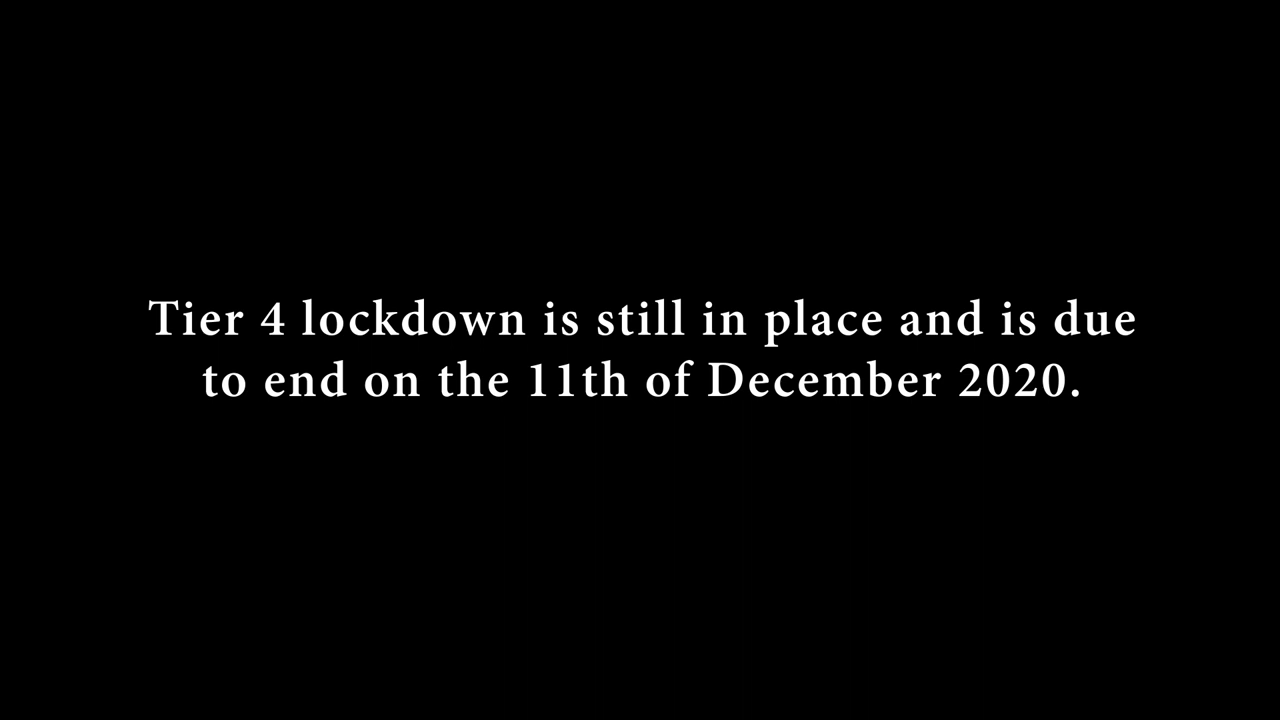 Tier 4 lockdown is still in place and is due
to end on the 11th of December 2020.